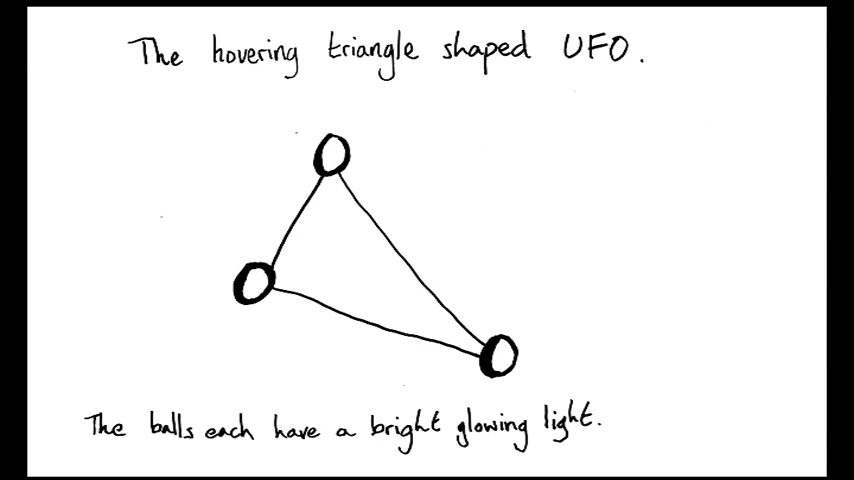 The hovering triangle shaped UFO.
The balls each have a bright glowing light.